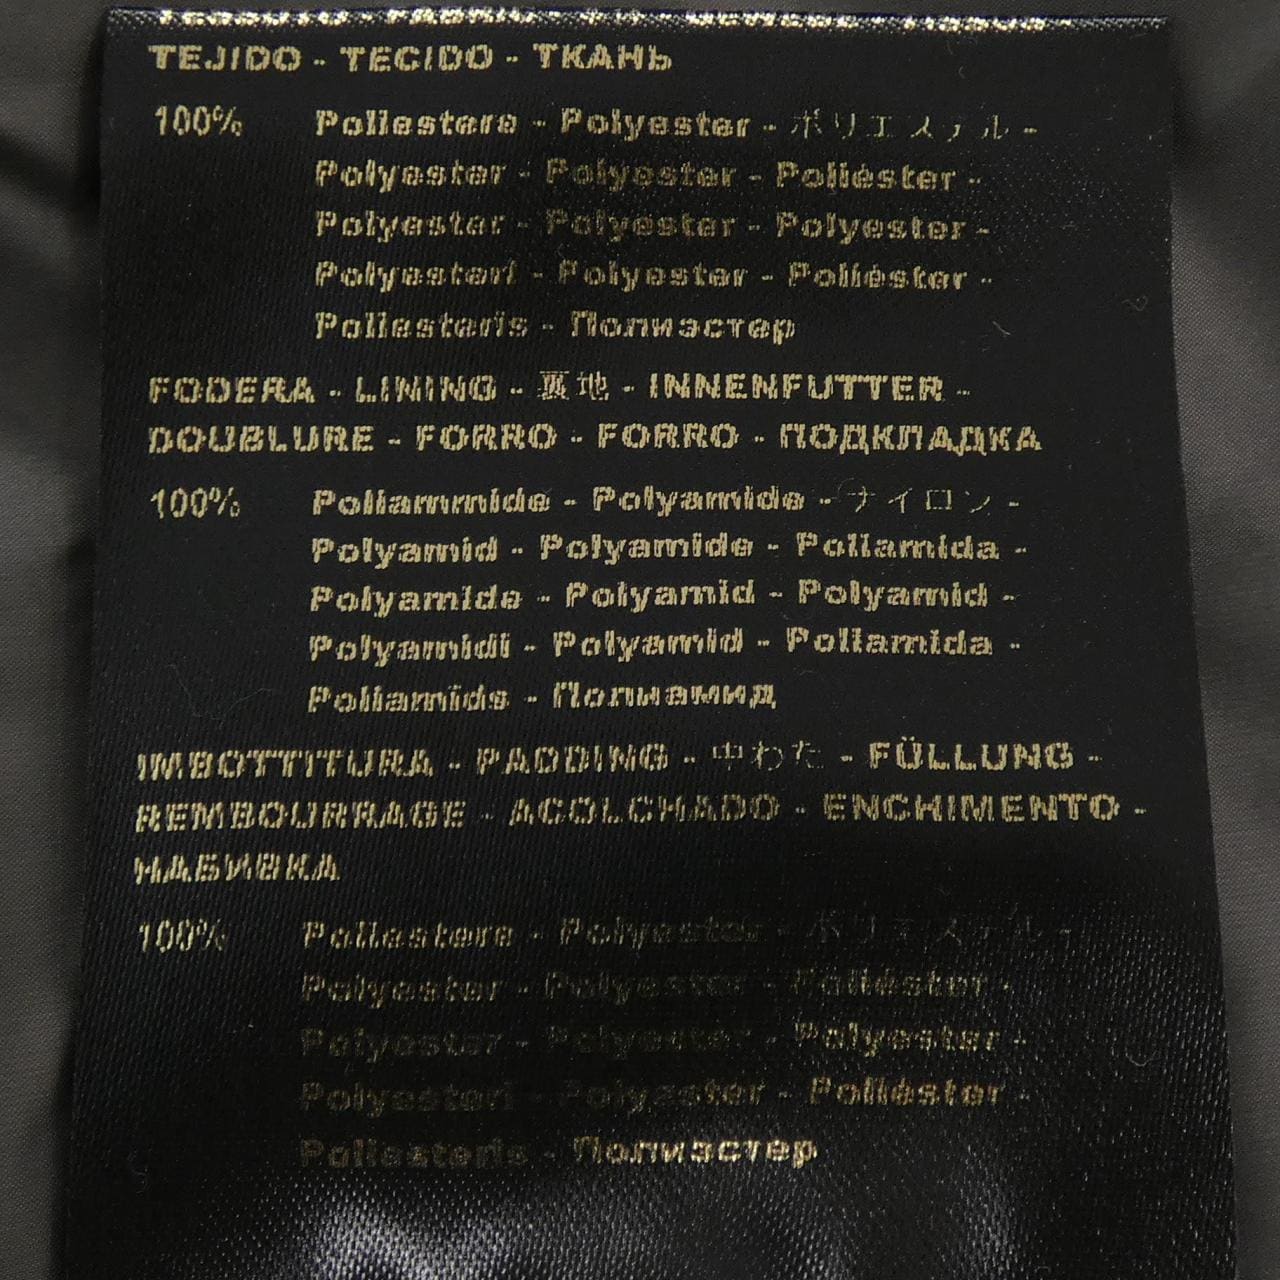 TEJIDO - TECIDO - ТКАНЬ
100% Poliestere - Polyester - ポリエステル -
Polyester - Polyester - Poliéster -
Polyester - Polyester - Polyester -
Polyesteri - Polyester - Poliéster -
Poliesteris - Полиэстер
FODERA - LINING - 裏地 - INNENFUTTER -
DOUBLURE - FORRO - FORRO - ПОДКЛАДКА
100% Poliammide - Polyamide - ナイロン -
Polyamid - Polyamide - Poliamida -
Polyamide - Polyamid - Polyamid -
Polyamidi - Polyamid - Poliamida -
Poliamids - Полиамид
IMBOTTITURA - PADDING - 中わた - FÜLLUNG -
REMBOURRAGE - ACOLCHADO - ENCHIMENTO -
НАБИВКА
100% Poliestere - Polyester - ポリエステル -
Polyester - Polyester - Poliéster -
Polyester - Polyester - Polyester -
Polyesteri - Polyester - Poliéster -
Poliesteris - Полиэстер